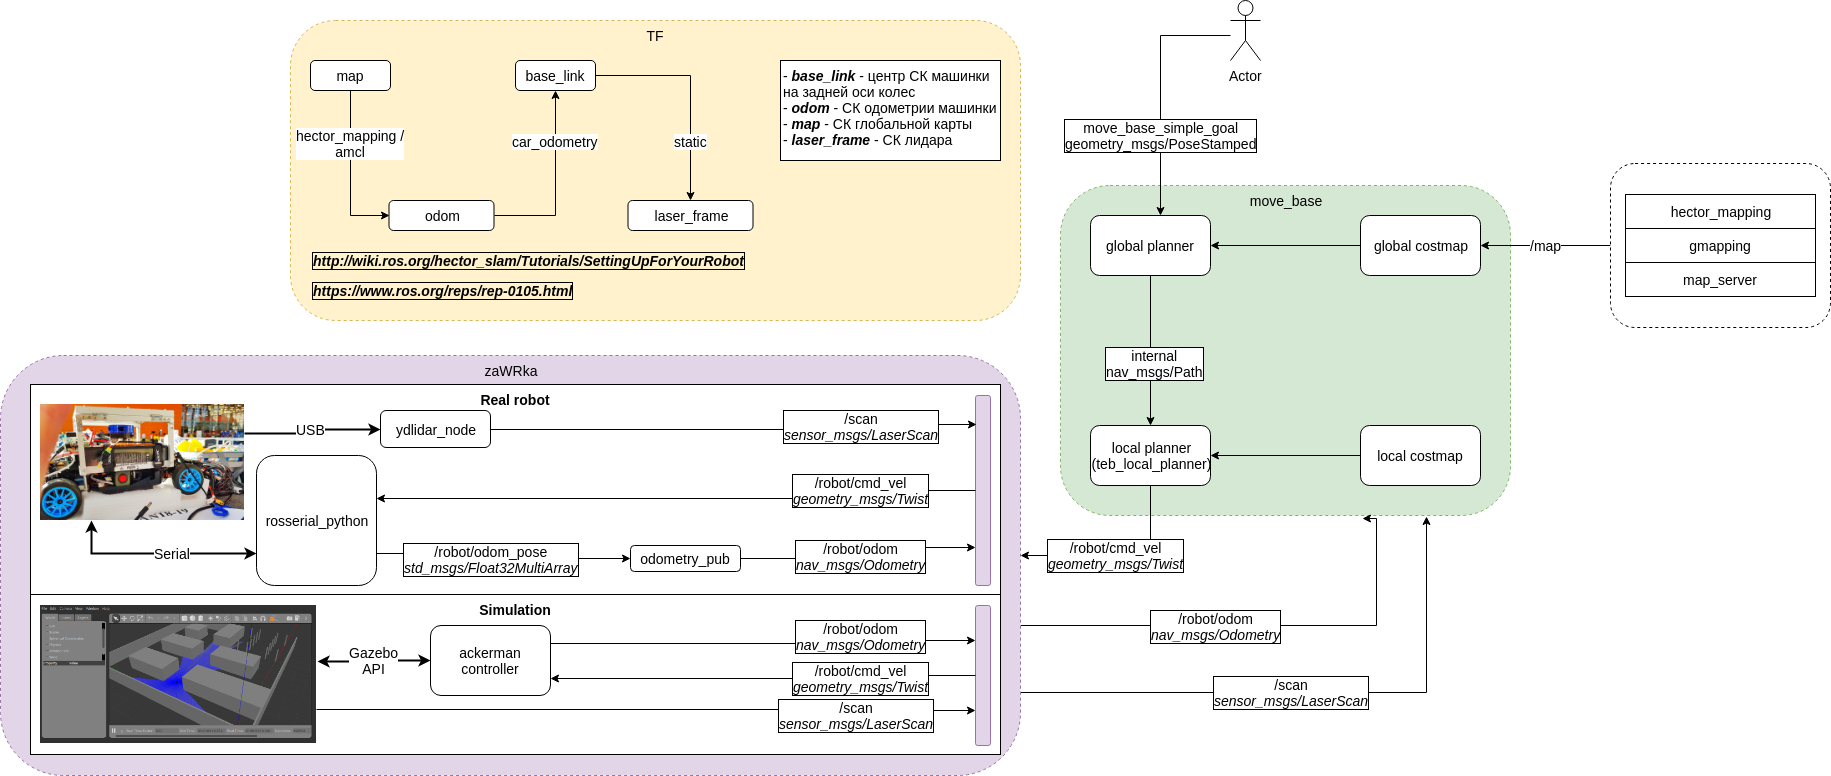 TF
map
base_link
hector_mapping /
amcl
car_odometry
static
odom
laser_frame
- base_link - центр СК машинки
на задней оси колес
- odom - СК одометрии машинки
- map - СК глобальной карты
- laser_frame - СК лидара
http://wiki.ros.org/hector_slam/Tutorials/SettingUpForYourRobot
https://www.ros.org/reps/rep-0105.html
Actor
move_base_simple_goal
geometry_msgs/PoseStamped
move_base
global planner
global costmap
/map
hector_mapping
gmapping
map_server
internal
nav_msgs/Path
local planner
(teb_local_planner)
local costmap
/robot/cmd_vel
geometry_msgs/Twist
/robot/odom
nav_msgs/Odometry
/scan
sensor_msgs/LaserScan
zaWRka
Real robot
USB
ydlidar_node
/scan
sensor_msgs/LaserScan
rosserial_python
/robot/cmd_vel
geometry_msgs/Twist
Serial
/robot/odom_pose
std_msgs/Float32MultiArray
odometry_pub
/robot/odom
nav_msgs/Odometry
Simulation
Gazebo
API
ackerman
controller
/robot/odom
nav_msgs/Odometry
/robot/cmd_vel
geometry_msgs/Twist
/scan
sensor_msgs/LaserScan